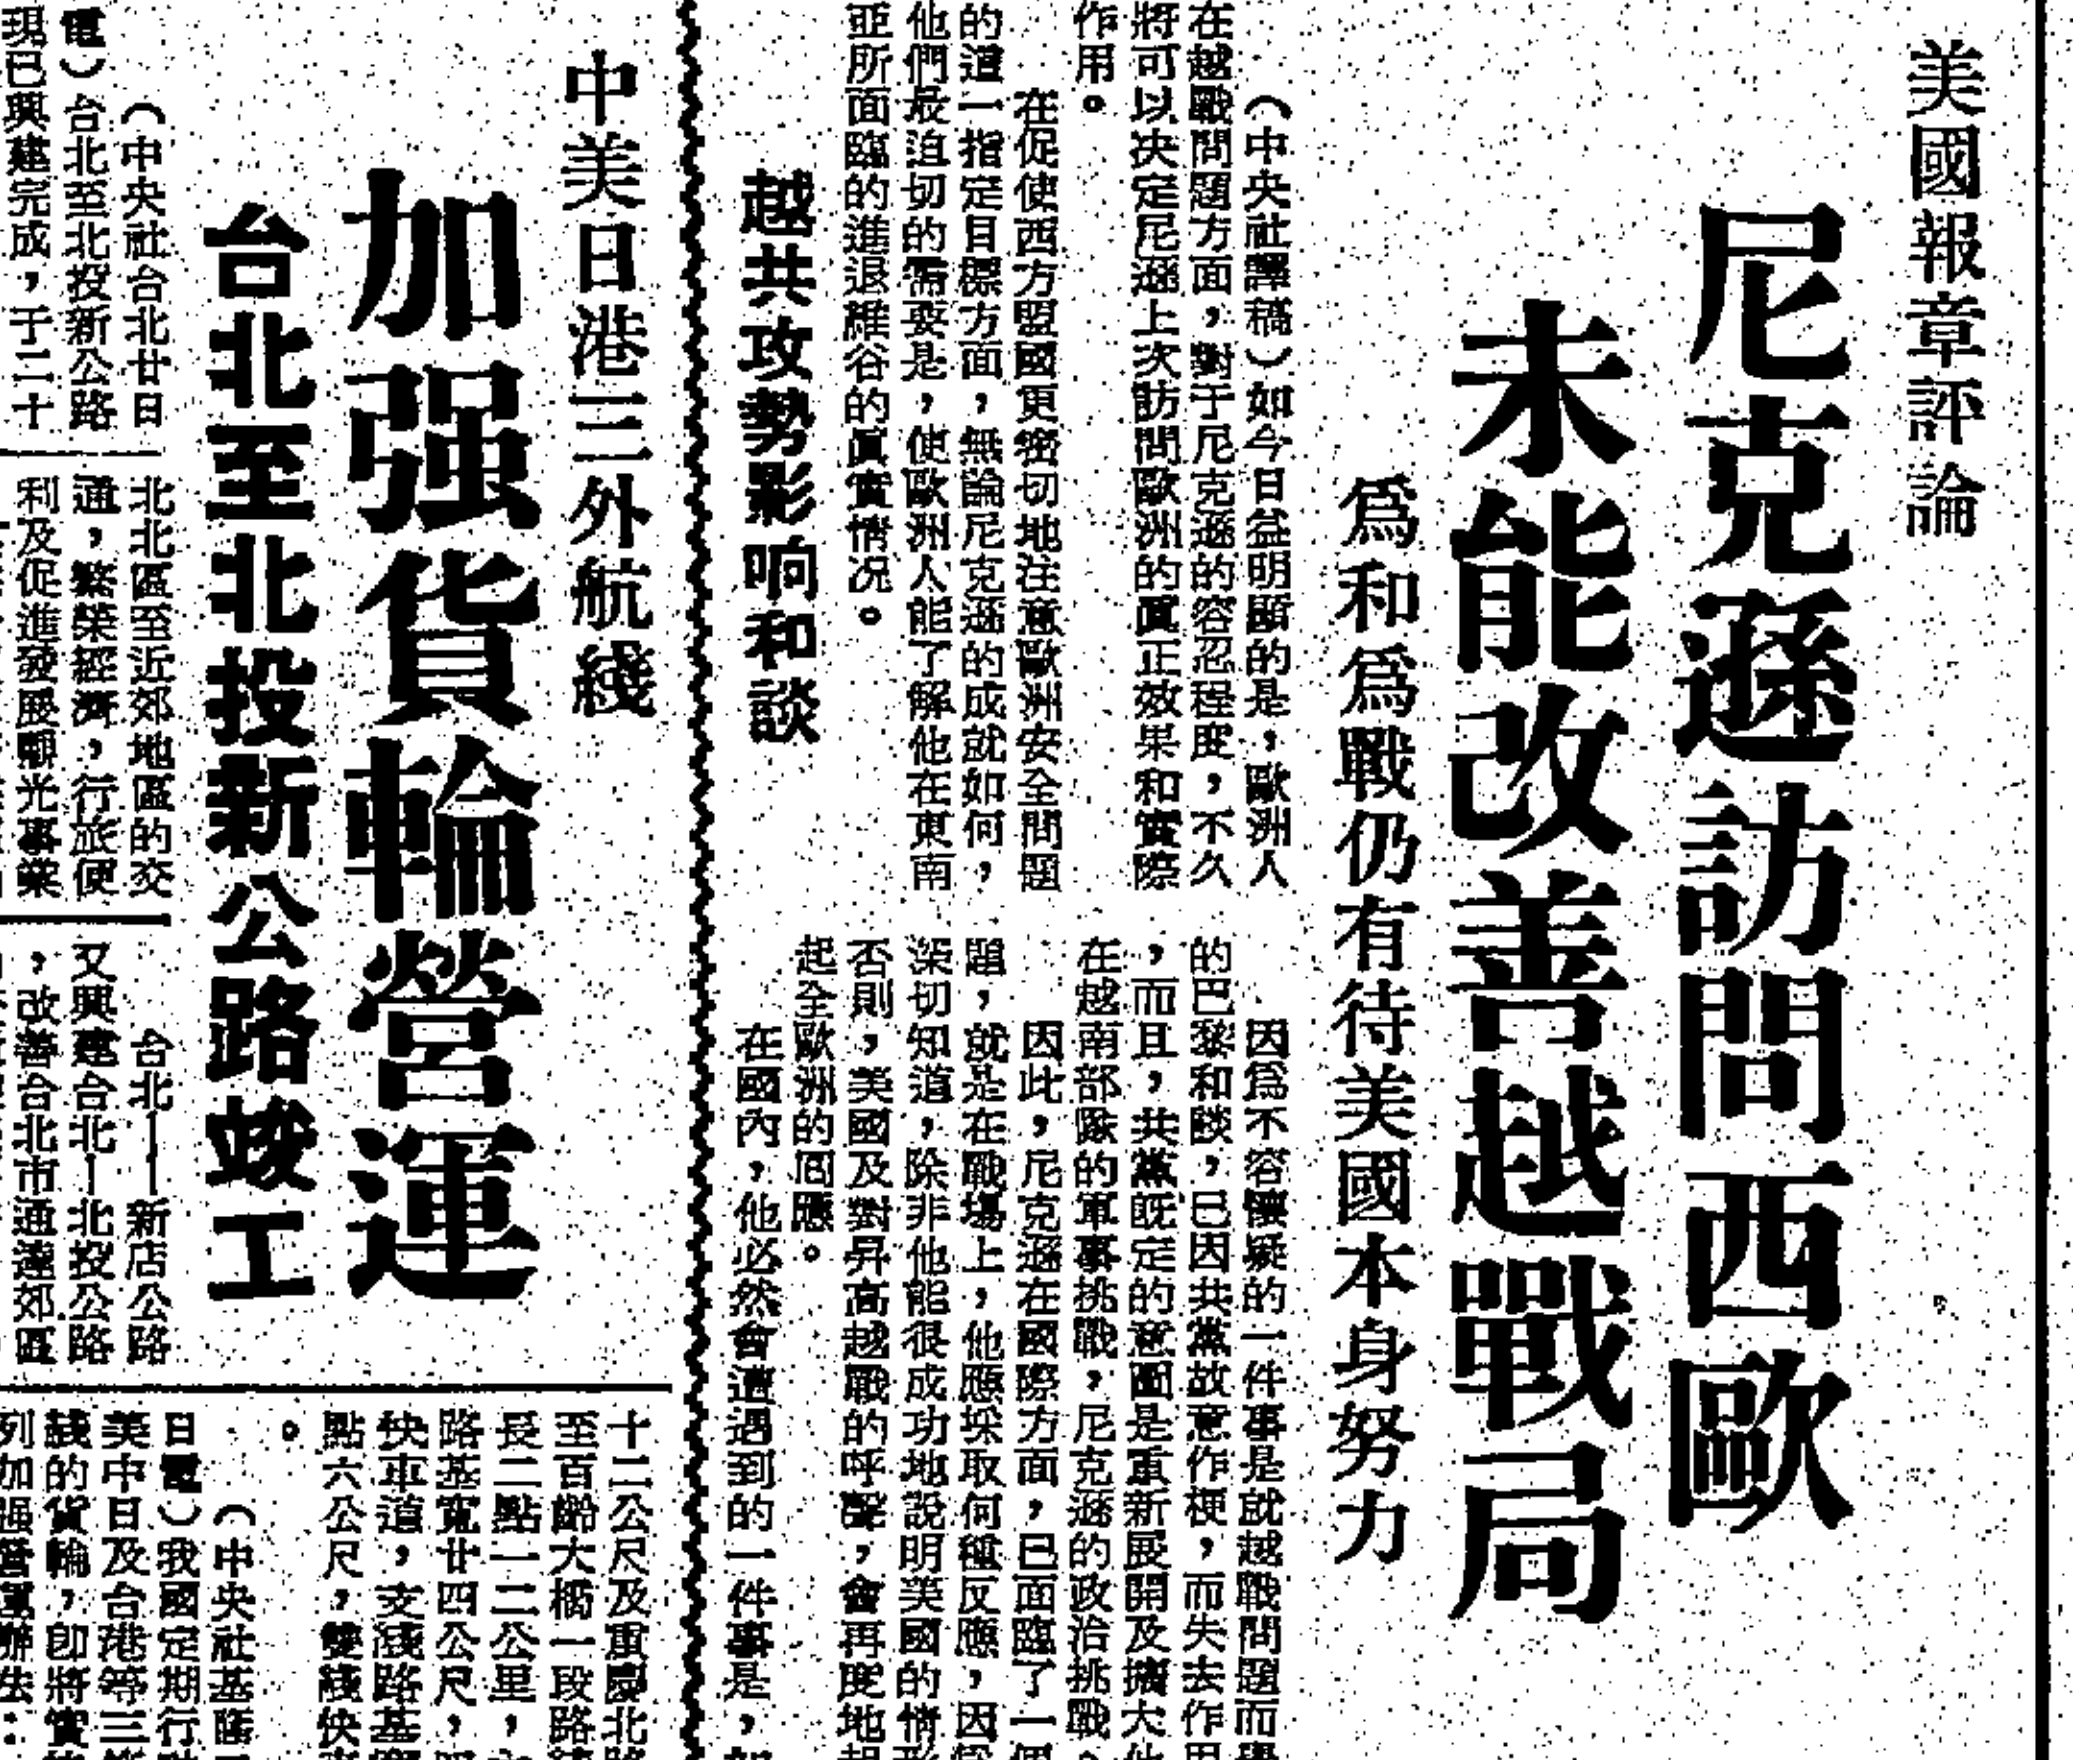 美國報章評論
尼克遜訪問西歐
未能改善越戰局
爲和爲戰仍有待美國本身努力
（中央社譯稿）如今日益明顯的是，歐洲人
在越戰問題方面，對于尼克遜的容忍程度，不久
將可以决定尼遜上次訪問歐洲的眞正效果和實際
作用。
在促使西方盟國更密切地注意歐洲安全問題
的這一指定目標方面，無論尼克遜的成就如何，
他們最迫切的需要是，使歐洲人能了解他在東南
亞所面臨的進退維谷的眞實情况。
越共攻勢影响和談
因爲不容懷疑的一件事是就越戰問題而
的巴黎和談，已因共黨故意作梗，而失去作用
，而且，共黨旣定的意圖是重新展開及擴大
在越南部隊的軍事挑戰，尼克遜的政治挑戰。
因此，尼克遜在國際方面，已面臨了一個
題，就是在戰場上，他應採取何種反應，因
深切知道，除非他能很成功地說明美國的情形
否則，美國及對昇高越戰的呼聲，會再度地
起全歐洲的囘應。
在國內，他必然會遭遇到的一件事是，
中美日港三外航綫
加强貨輪營運
台北至北投新公路竣工
（中央社台北廿日
電）台北至北投新公路
現已興建完成，于二十
北北區至近郊地區的交
通，繁榮經濟，行旅便
利及促進發展觀光事業
台北——新店公路
又興建台北—北投公路
，改善台北市通達郊區
十二公尺及重慶北路
至百齡大橋一段路
長二點一二公里，
路基寬廿四公尺，
快車道，支綫路基
點六公尺，雙綫快
。
（中央社基隆
日電）我國定期行
美中日及台港等三
綫的貨輪，卽將實
列加强營運辦法：